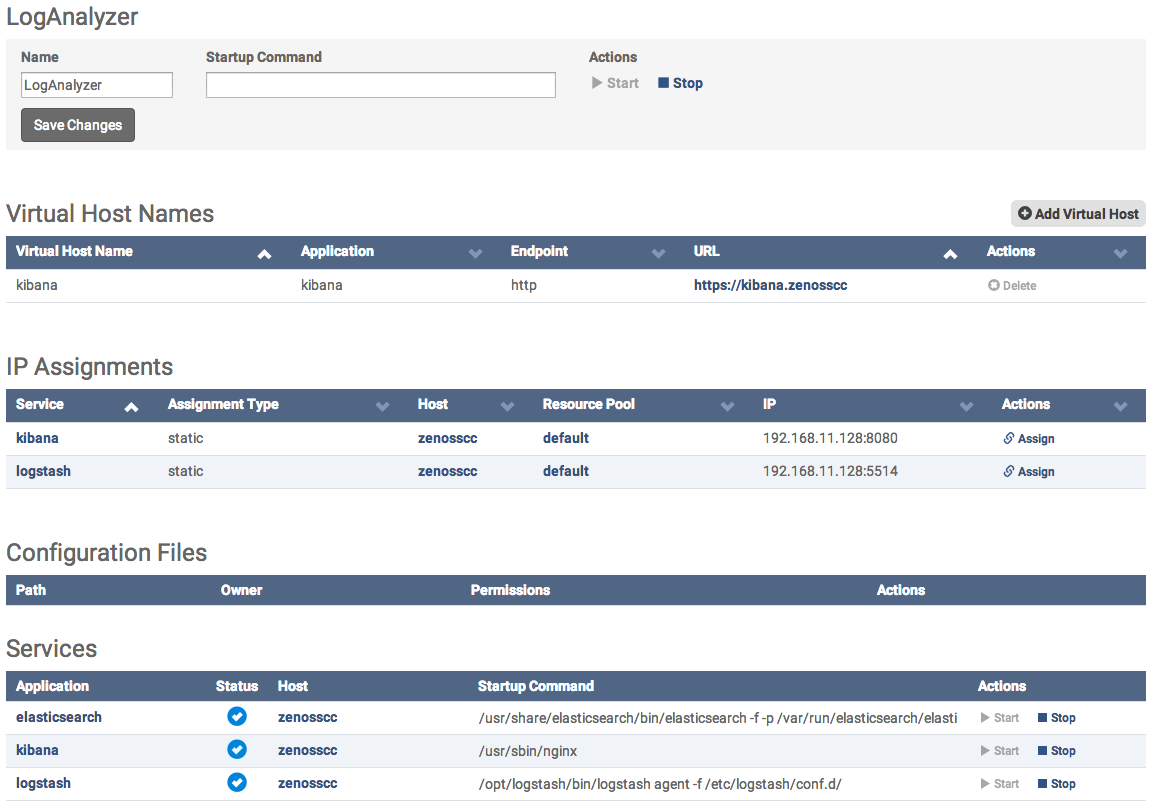 LogAnalyzer
Name Startup Command Actions
LogAnalyzer Start Stop
Save Changes
Virtual Host Names Add Virtual Host
Virtual Host Name Application Endpoint URL Actions
kibana kibana http https://kibana.zenosscc Delete
IP Assignments
Service Assignment Type Host Resource Pool IP Actions
kibana static zenosscc default 192.168.11.128:8080 Assign
logstash static zenosscc default 192.168.11.128:5514 Assign
Configuration Files
Path Owner Permissions Actions
Services
Application Status Host Startup Command Actions
elasticsearch zenosscc /usr/share/elasticsearch/bin/elasticsearch -f -p /var/run/elasticsearch/elasti Start Stop
kibana zenosscc /usr/sbin/nginx Start Stop
logstash zenosscc /opt/logstash/bin/logstash agent -f /etc/logstash/conf.d/ Start Stop